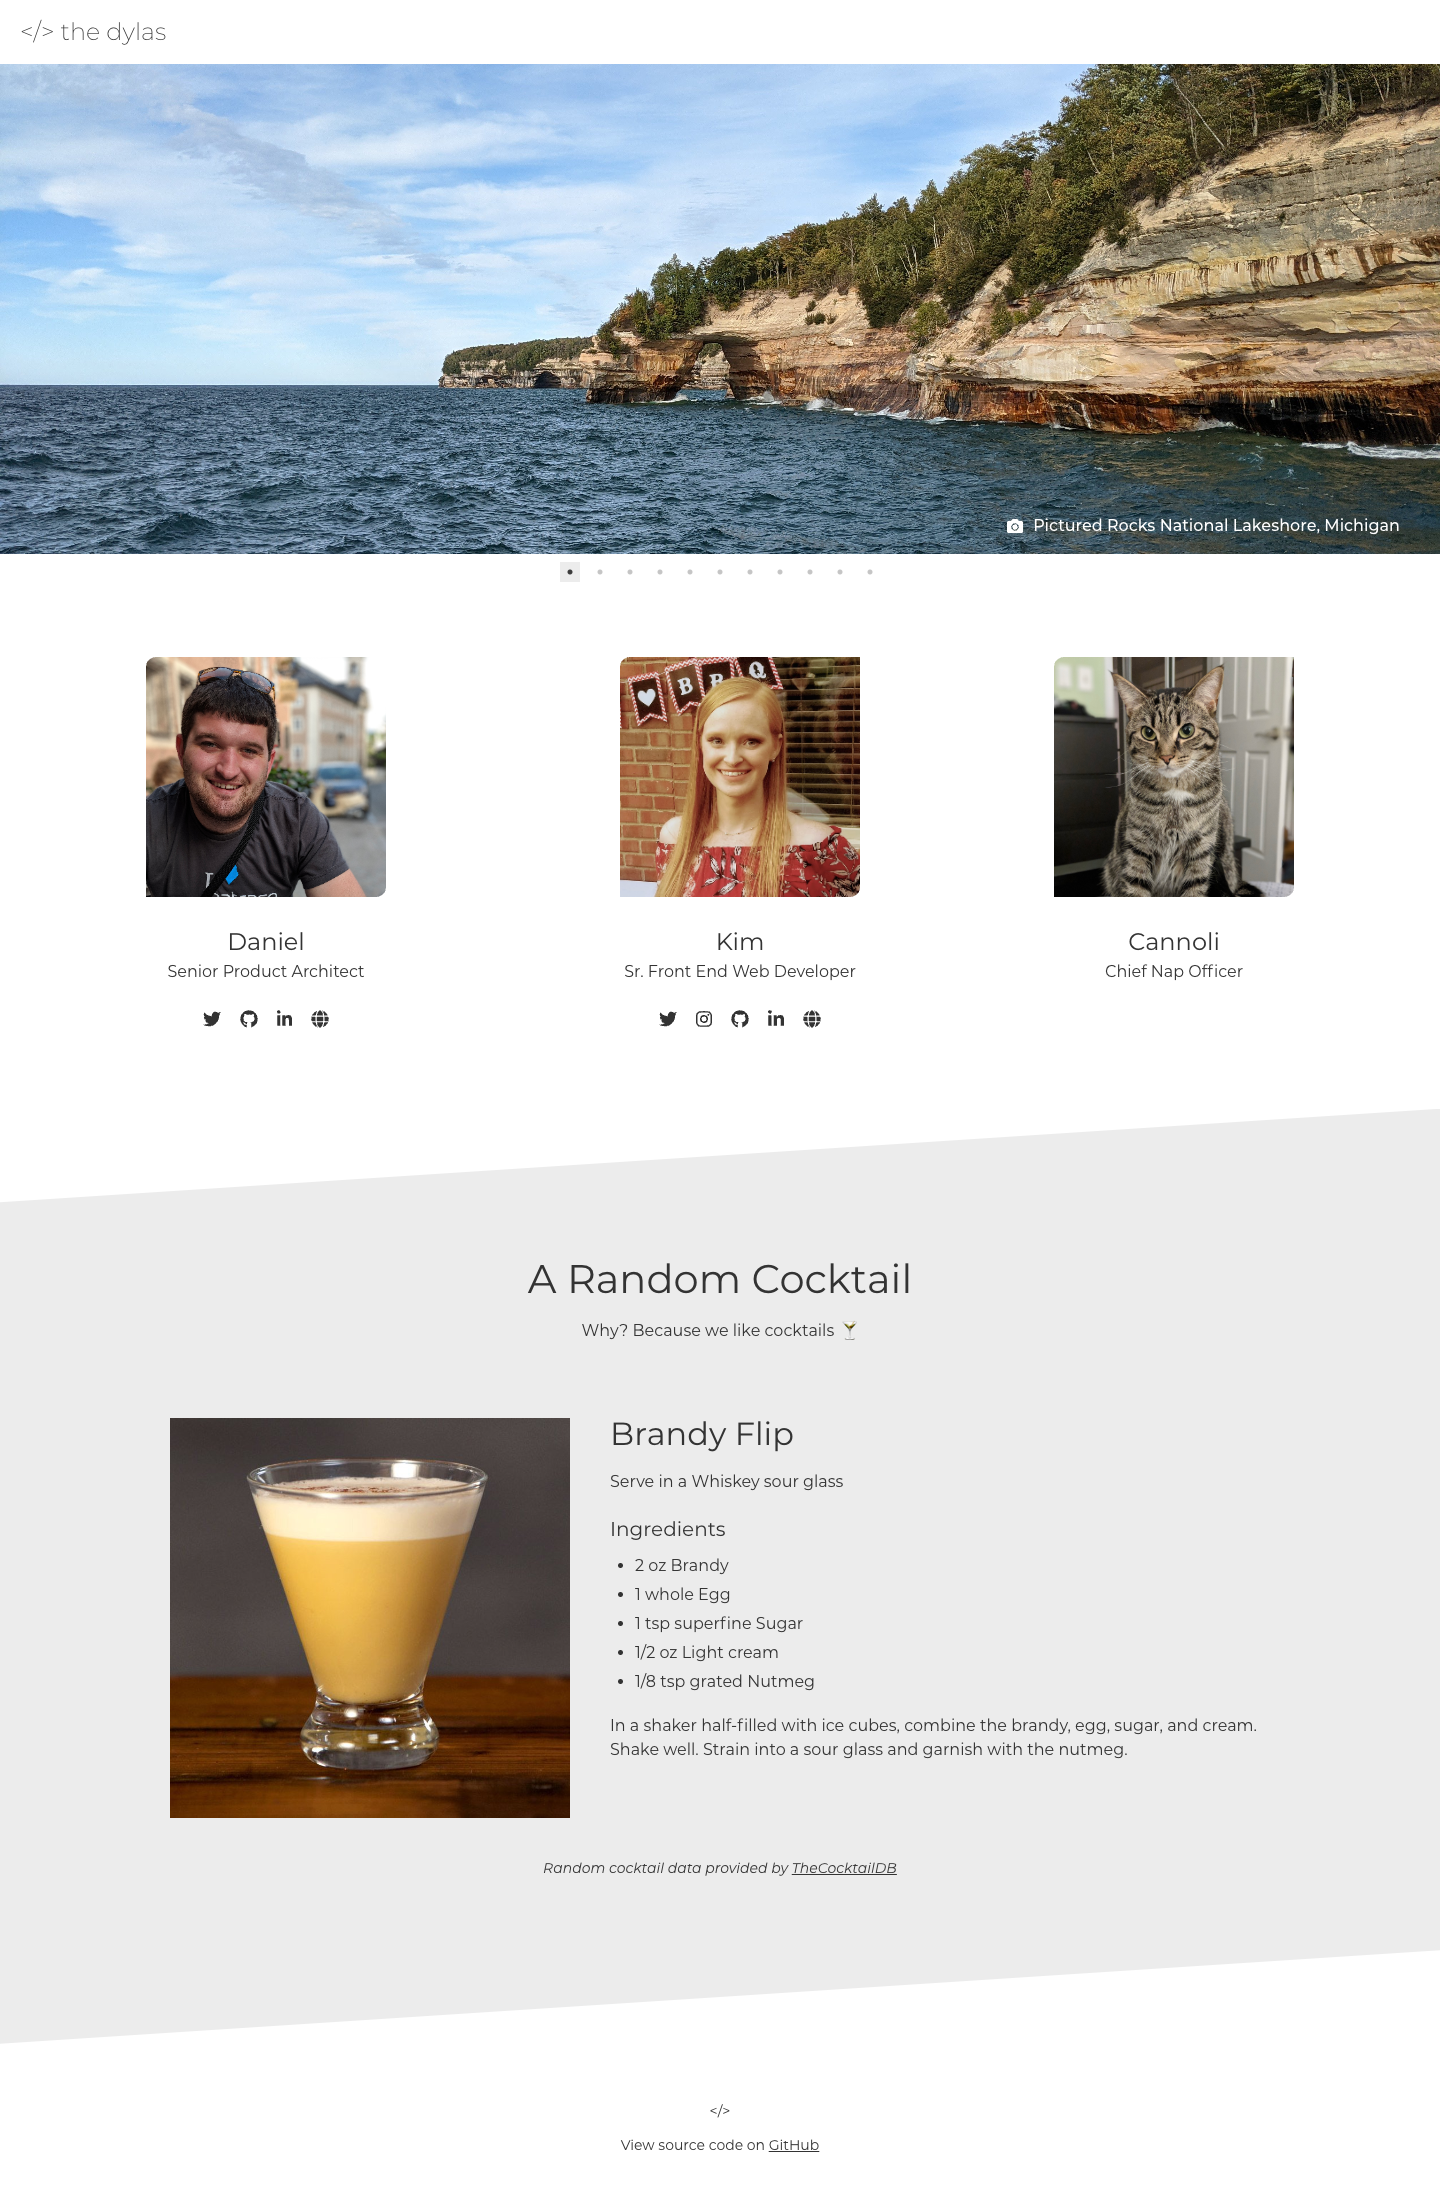 </> the dylas
Pictured Rocks National Lakeshore, Michigan
B B Q
Daniel
Senior Product Architect
Kim
Sr. Front End Web Developer
Cannoli
Chief Nap Officer
A Random Cocktail
Why? Because we like cocktails 🍸
Brandy Flip
Serve in a Whiskey sour glass
Ingredients
• 2 oz Brandy
• 1 whole Egg
• 1 tsp superfine Sugar
• 1/2 oz Light cream
• 1/8 tsp grated Nutmeg
In a shaker half-filled with ice cubes, combine the brandy, egg, sugar, and cream.
Shake well. Strain into a sour glass and garnish with the nutmeg.
Random cocktail data provided by TheCocktailDB
</>
View source code on GitHub